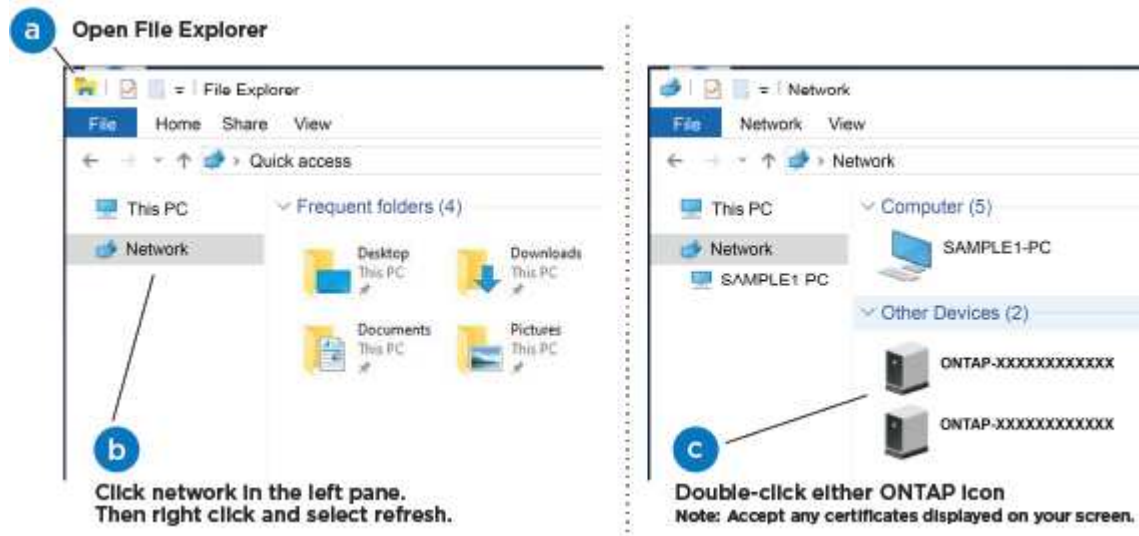 a
Open File Explorer
File Explorer
File Home Share View
Quick access
This PC
Network
Frequent folders (4)
Desktop
This PC
Downloads
This PC
Documents
This PC
Pictures
This PC
b
Click network in the left pane.
Then right click and select refresh.
Network
File Network View
Network
This PC
Network
SAMPLE1 PC
Computer (5)
SAMPLE1-PC
Other Devices (2)
ONTAP-XXXXXXXXXXXX
ONTAP-XXXXXXXXXXXX
c
Double-click either ONTAP icon
Note: Accept any certificates displayed on your screen.